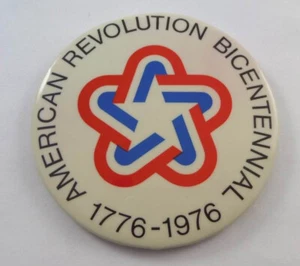 AMERICAN REVOLUTION BICENTENNIAL
1776-1976